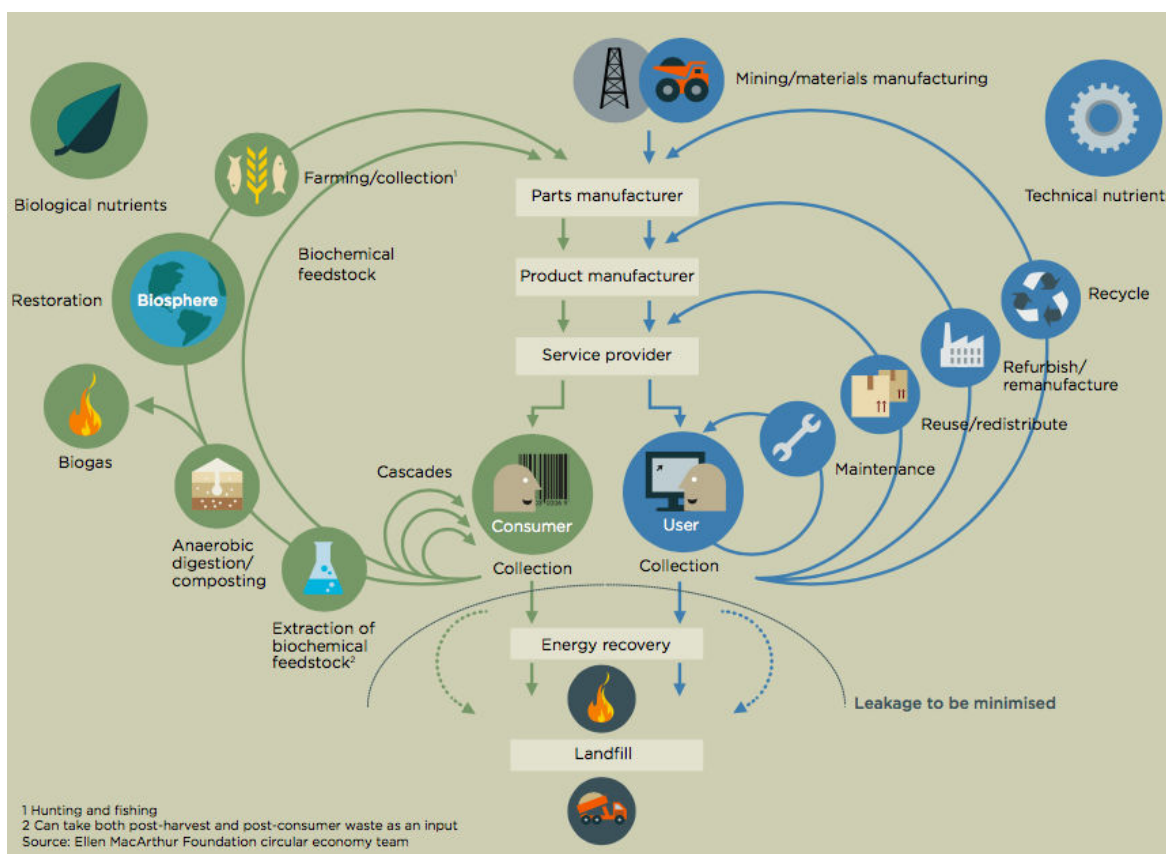 Mining/materials manufacturing
Biological nutrients
Farming/collection1
Technical nutrients
Parts manufacturer
Biochemical
feedstock
Product manufacturer
Restoration
Biosphere
Recycle
Service provider
Refurbish/
remanufacture
Reuse/redistribute
Biogas
Cascades
Maintenance
Consumer
User
Anaerobic
digestion/
composting
Collection
Collection
Extraction of
biochemical
feedstock2
Energy recovery
Leakage to be minimised
Landfill
1 Hunting and fishing
2 Can take both post-harvest and post-consumer waste as an input
Source: Ellen MacArthur Foundation circular economy team